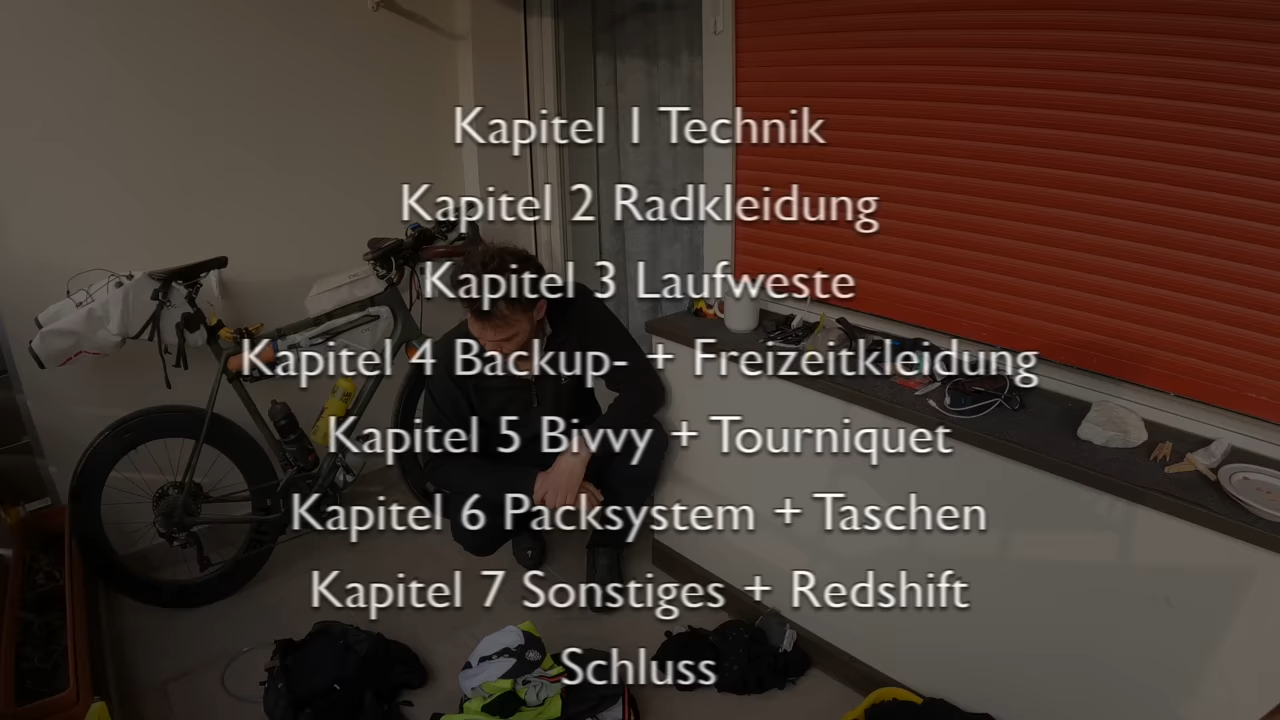 Kapitel 1 Technik
Kapitel 2 Radkleidung
Kapitel 3 Laufweste
Kapitel 4 Backup- + Freizeitkleidung
Kapitel 5 Bivvy + Tourniquet
Kapitel 6 Packsystem + Taschen
Kapitel 7 Sonstiges + Redshift
Schluss